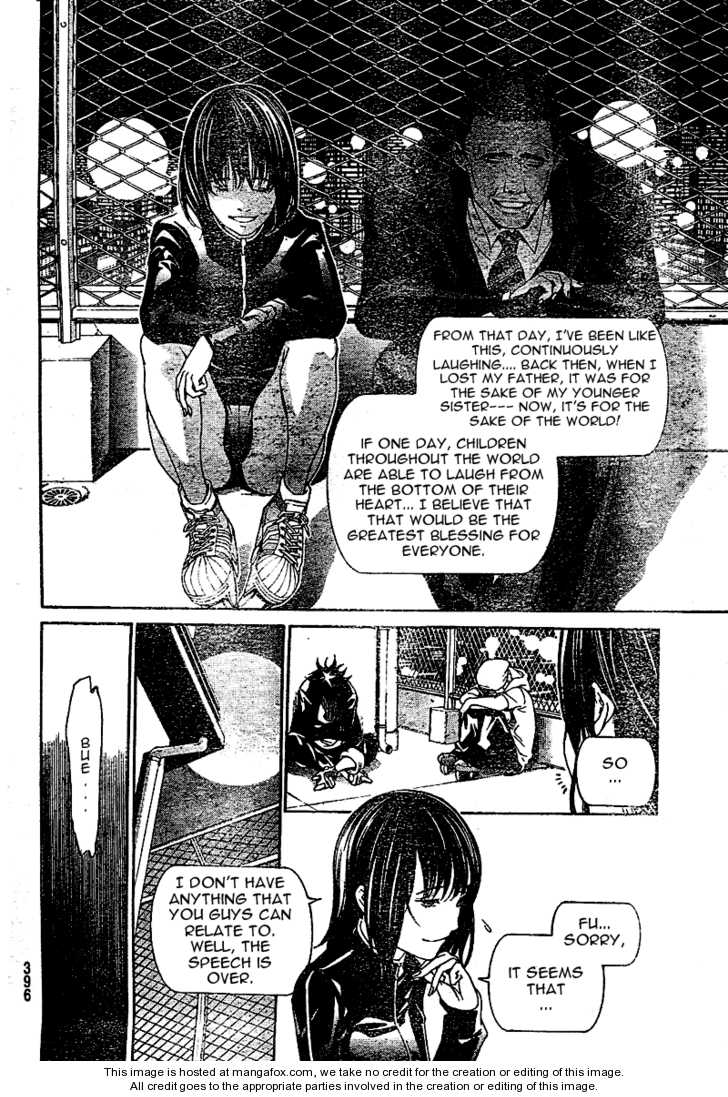 FROM THAT DAY, I'VE BEEN LIKE
THIS, CONTINUOUSLY
LAUGHING.... BACK THEN, WHEN I
LOST MY FATHER, IT WAS FOR
THE SAKE OF MY YOUNGER
SISTER--- NOW, IT'S FOR THE
SAKE OF THE WORLD!
IF ONE DAY, CHILDREN
THROUGHOUT THE WORLD
ARE ABLE TO LAUGH FROM
THE BOTTOM OF THEIR
HEART... I BELIEVE THAT
THAT WOULD BE THE
GREATEST BLESSING FOR
EVERYONE.
SO
...
FU...
SORRY,
IT SEEMS
THAT
...
I DON'T HAVE
ANYTHING THAT
YOU GUYS CAN
RELATE TO.
WELL, THE
SPEECH IS
OVER.
BUE...
396
This image is hosted at mangafox.com, we take no credit for the creation or editing of this image.
All credit goes to the appropriate parties involved in the creation or editing of this image.